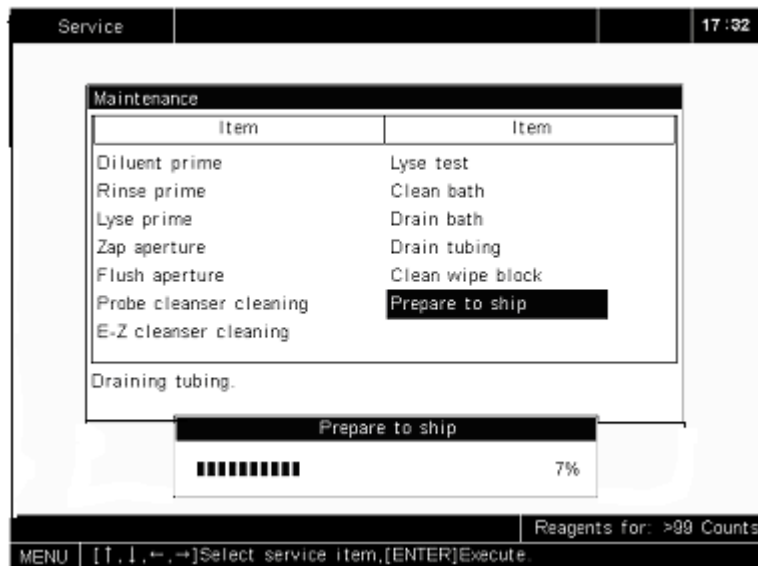 Service 17:32
Maintenance
Item Item
Diluent prime Lyse test
Rinse prime Clean bath
Lyse prime Drain bath
Zap aperture Drain tubing
Flush aperture Clean wipe block
Probe cleanser cleaning Prepare to ship
E-Z cleanser cleaning
Draining tubing.
Prepare to ship
7%
Reagents for: >99 Counts
MENU [↑,↓,←,→]Select service item,[ENTER]Execute.